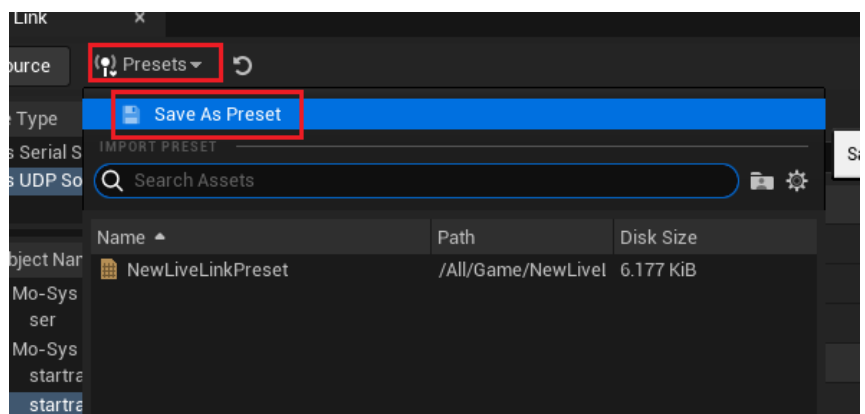 Link ×
ource Presets
e Type Save As Preset
s Serial S IMPORT PRESET Sa
s UDP So Search Assets
Name Path Disk Size
bject Nar NewLiveLinkPreset /All/Game/NewLivel 6.177 KiB
Mo-Sys
ser
Mo-Sys
startra
startra